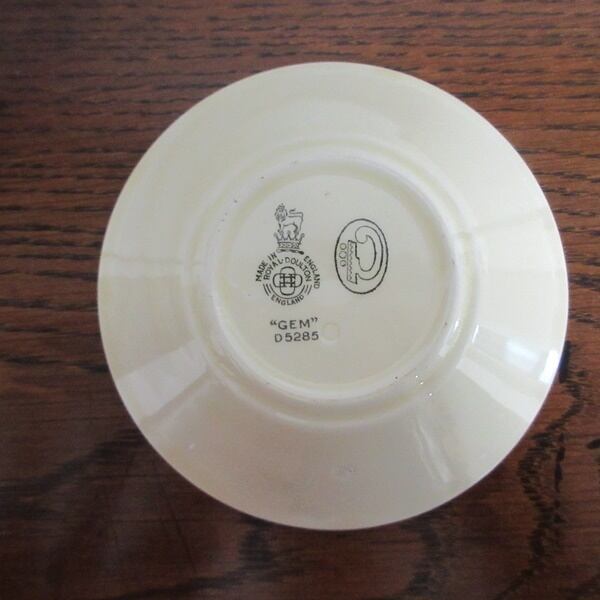 MADE IN ENGLAND
ROYAL·DOULTON
ENGLAND
"GEM"
D5285